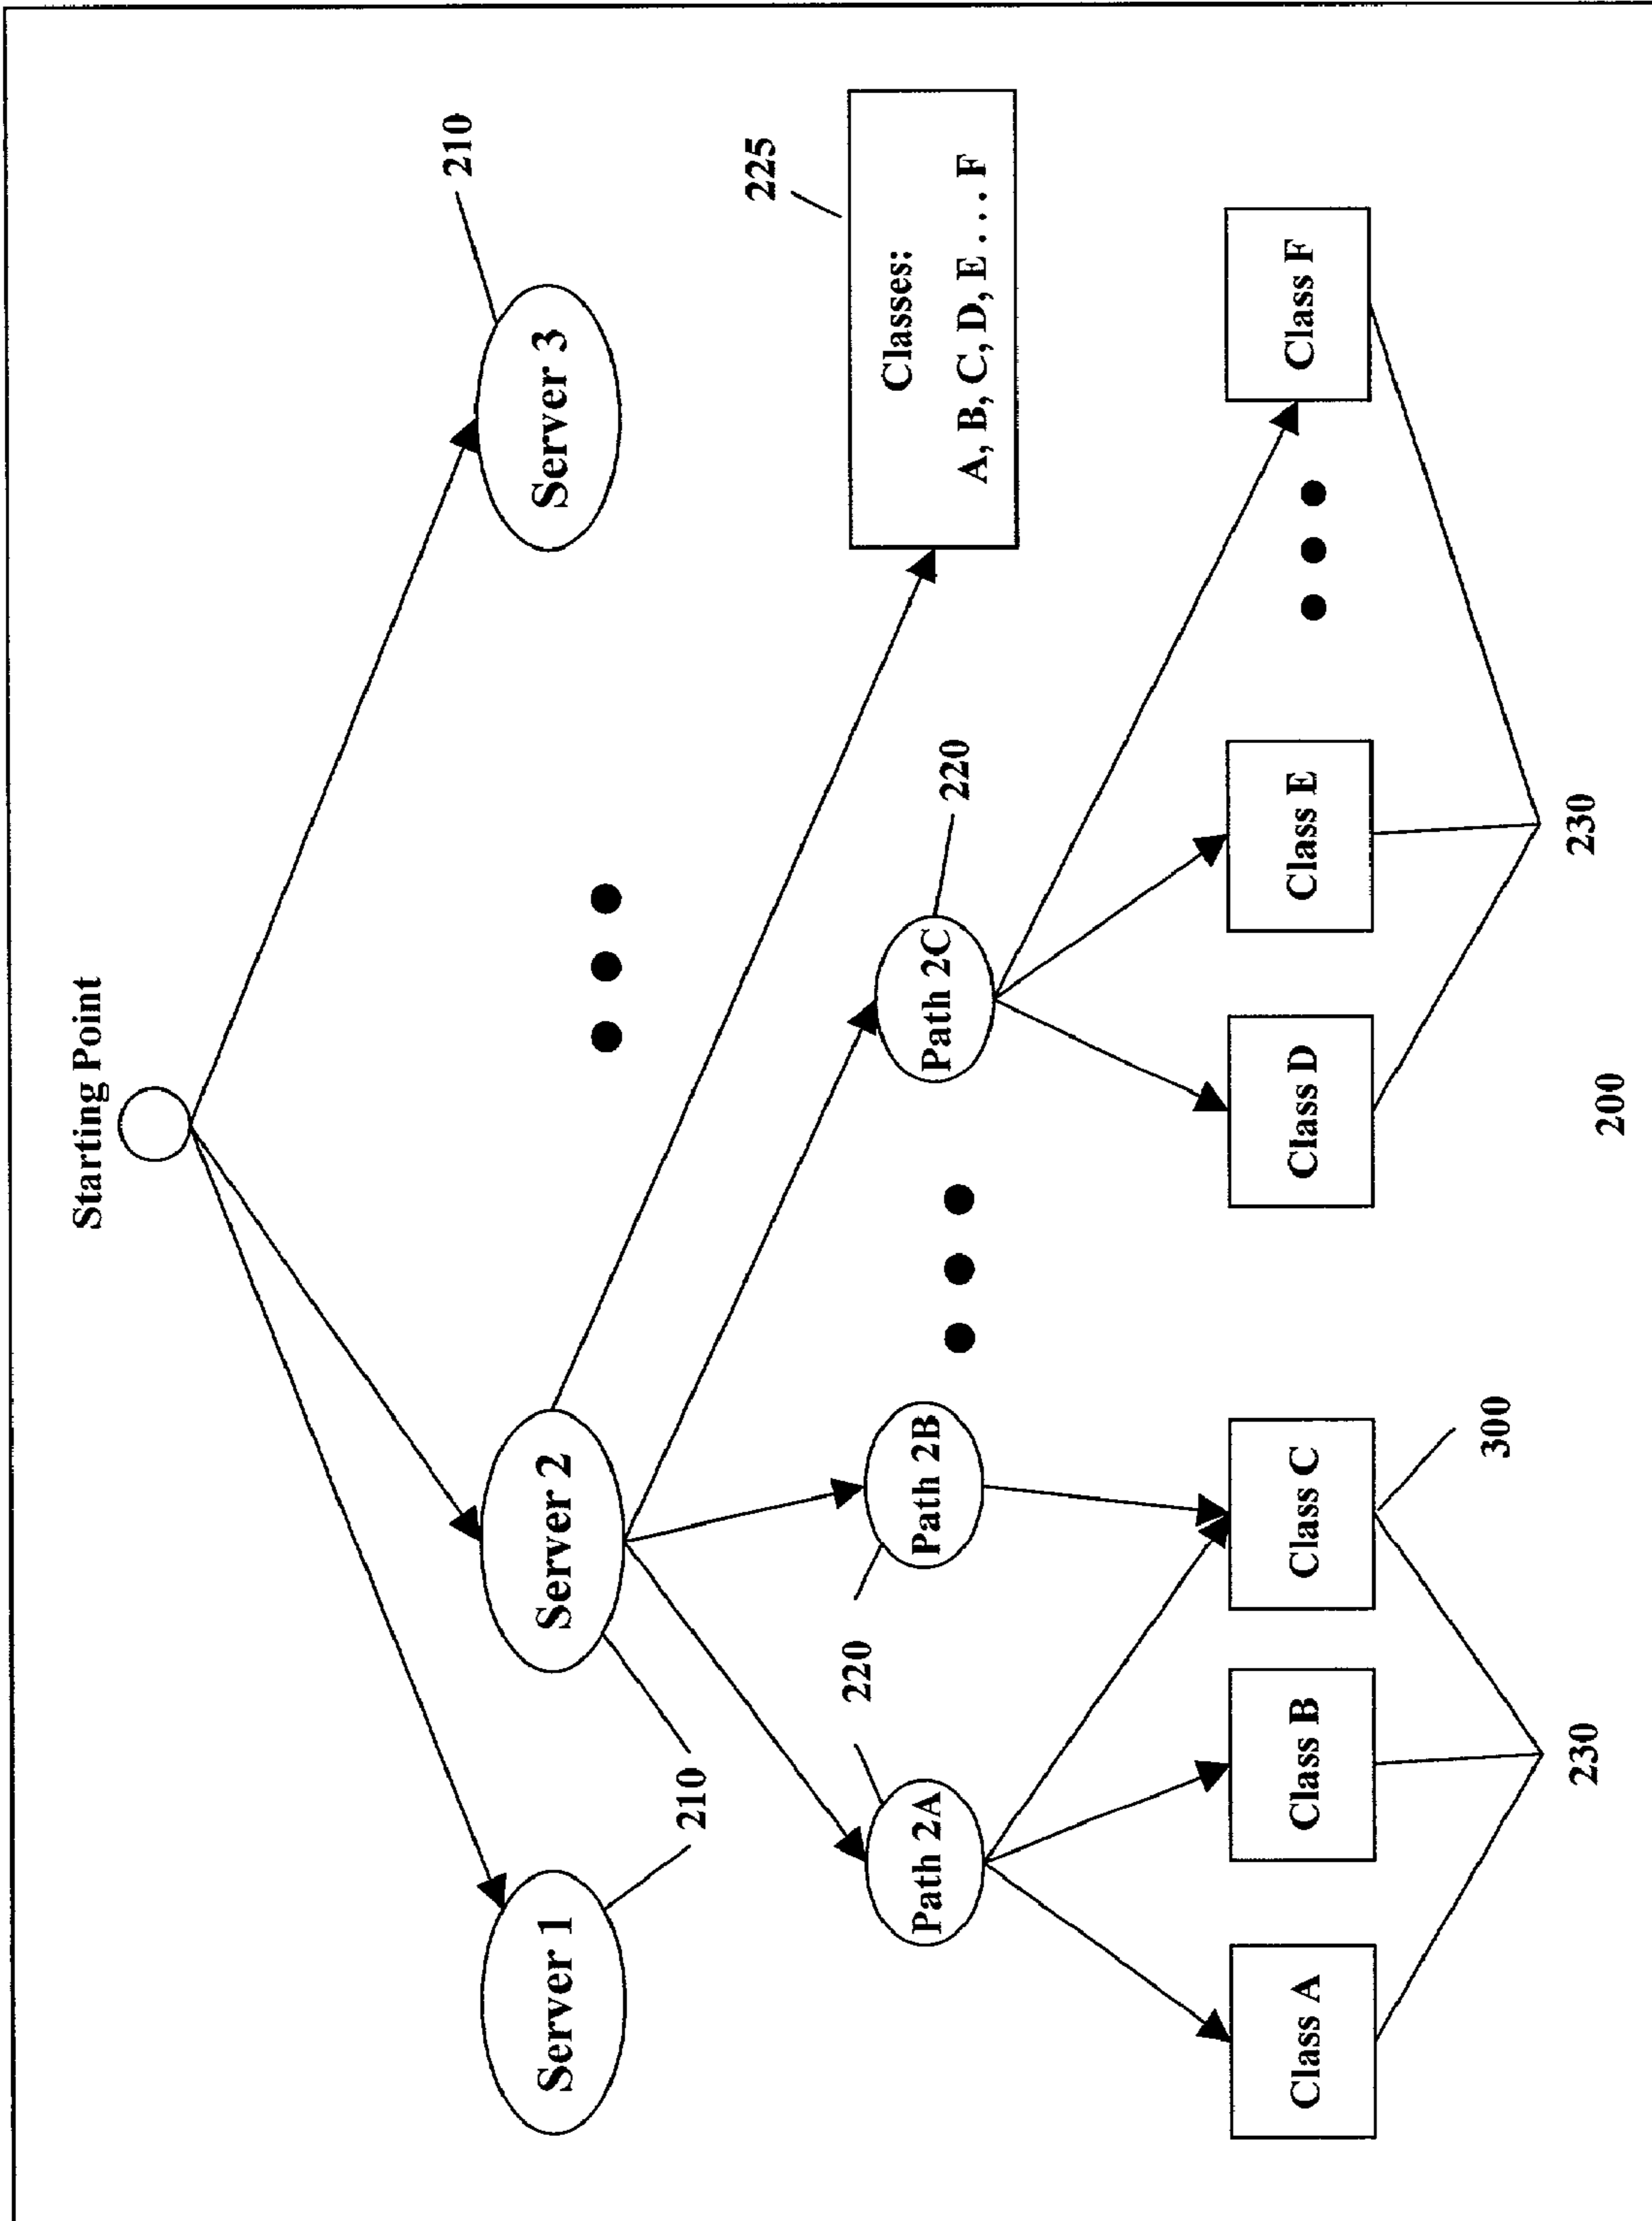 Starting Point
210
Server 1
Server 2
Server 3
210
225
Classes:
A, B, C, D, E . . . F
220
220
Path 2A
Path 2B
Path 2C
Class A
Class B
Class C
Class D
Class E
Class F
300
230
230
200